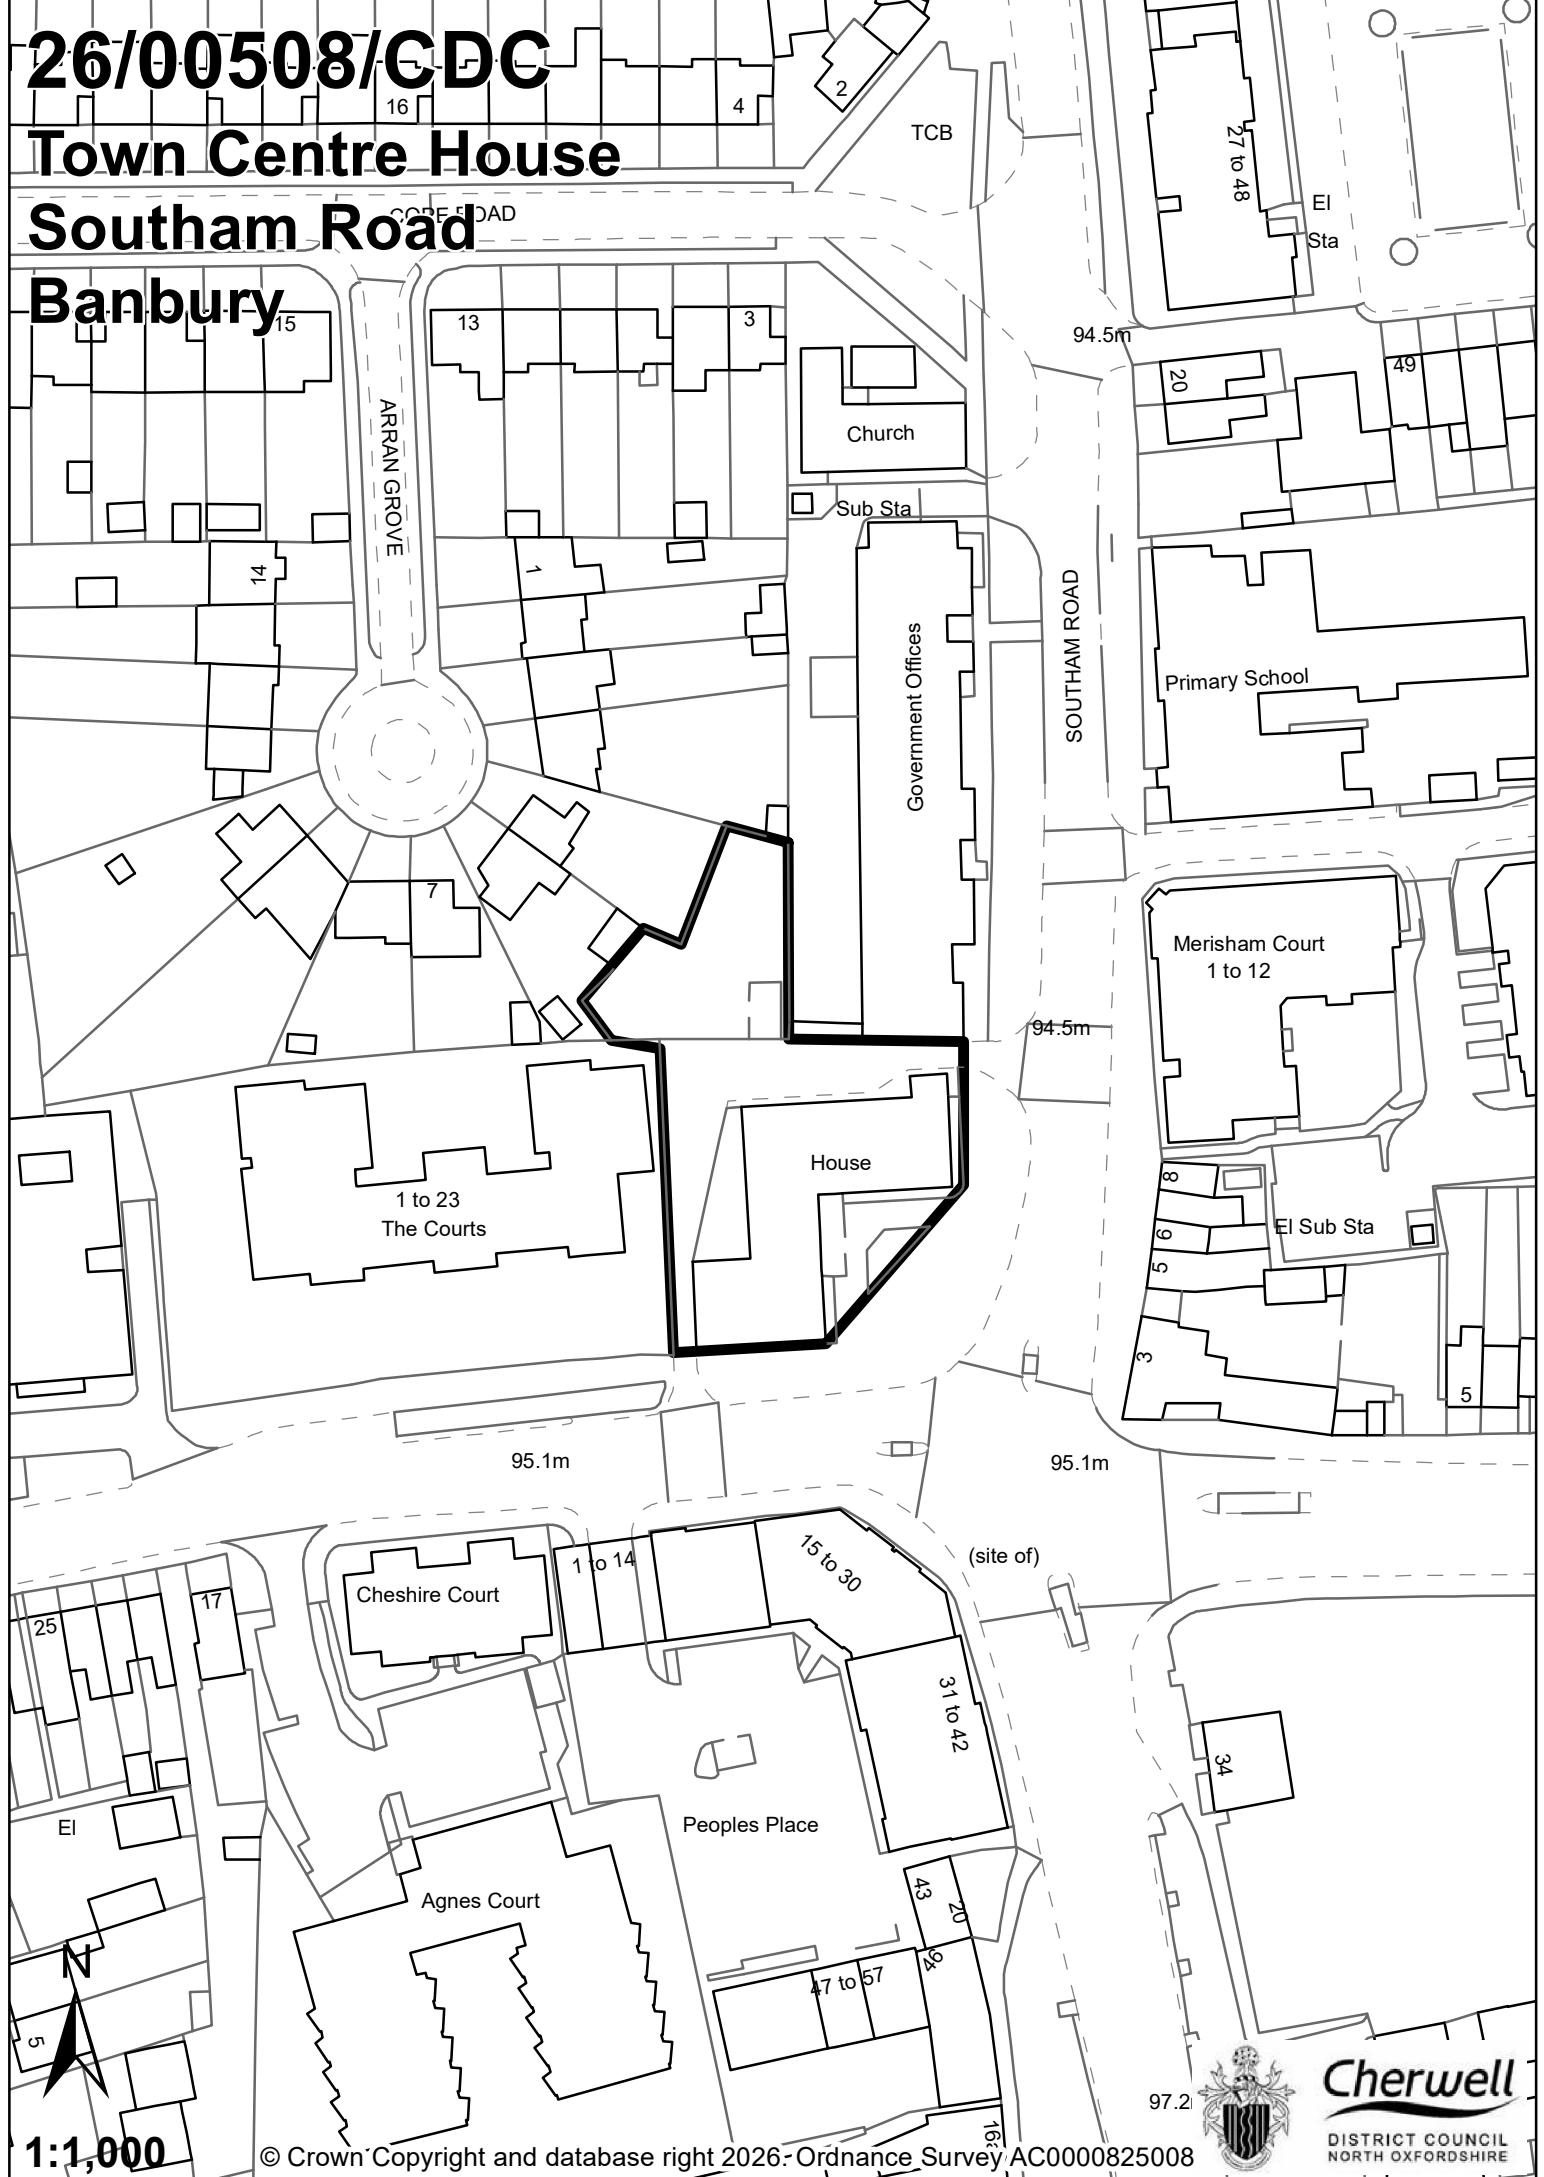 26/00508/CDC
Town Centre House
Southam Road
Banbury
16
4
2
TCB
27 to 48
El
Sta
COPE ROAD
15
13
3
94.5m
20
49
ARRAN GROVE
Church
Sub Sta
14
1
SOUTHAM ROAD
Government Offices
Primary School
7
Merisham Court
1 to 12
94.5m
House
1 to 23
The Courts
8
6
5
El Sub Sta
3
5
95.1m
95.1m
(site of)
15 to 30
1 to 14
Cheshire Court
17
25
31 to 42
34
El
Peoples Place
Agnes Court
43
20
46
47 to 57
N
5
97.2
1:1,000
© Crown Copyright and database right 2026. Ordnance Survey AC0000825008
Cherwell
DISTRICT COUNCIL
NORTH OXFORDSHIRE